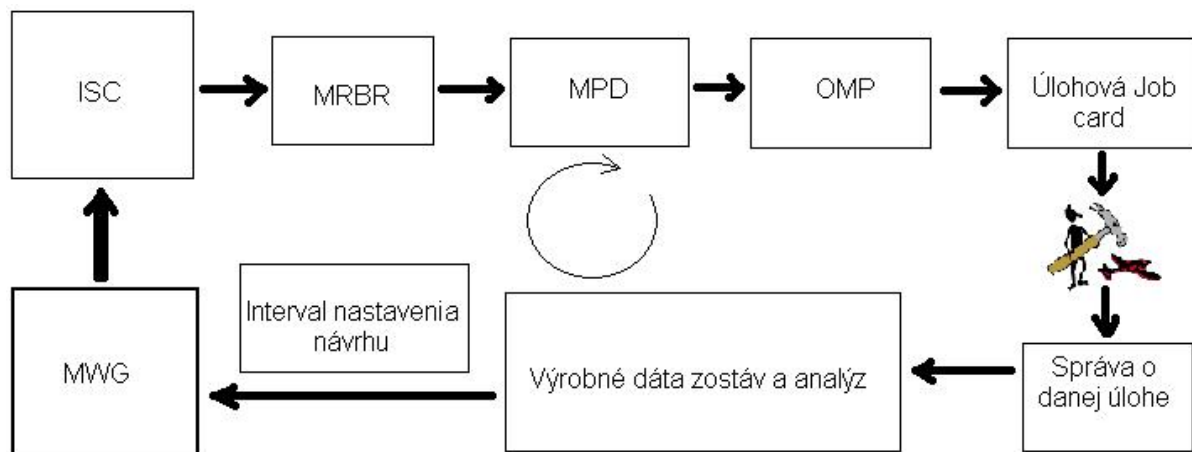 ISC
MRBR
MPD
OMP
Úlohová Job
card
Interval nastavenia
návrhu
MWG
Výrobné dáta zostáv a analýz
Správa o
danej úlohe